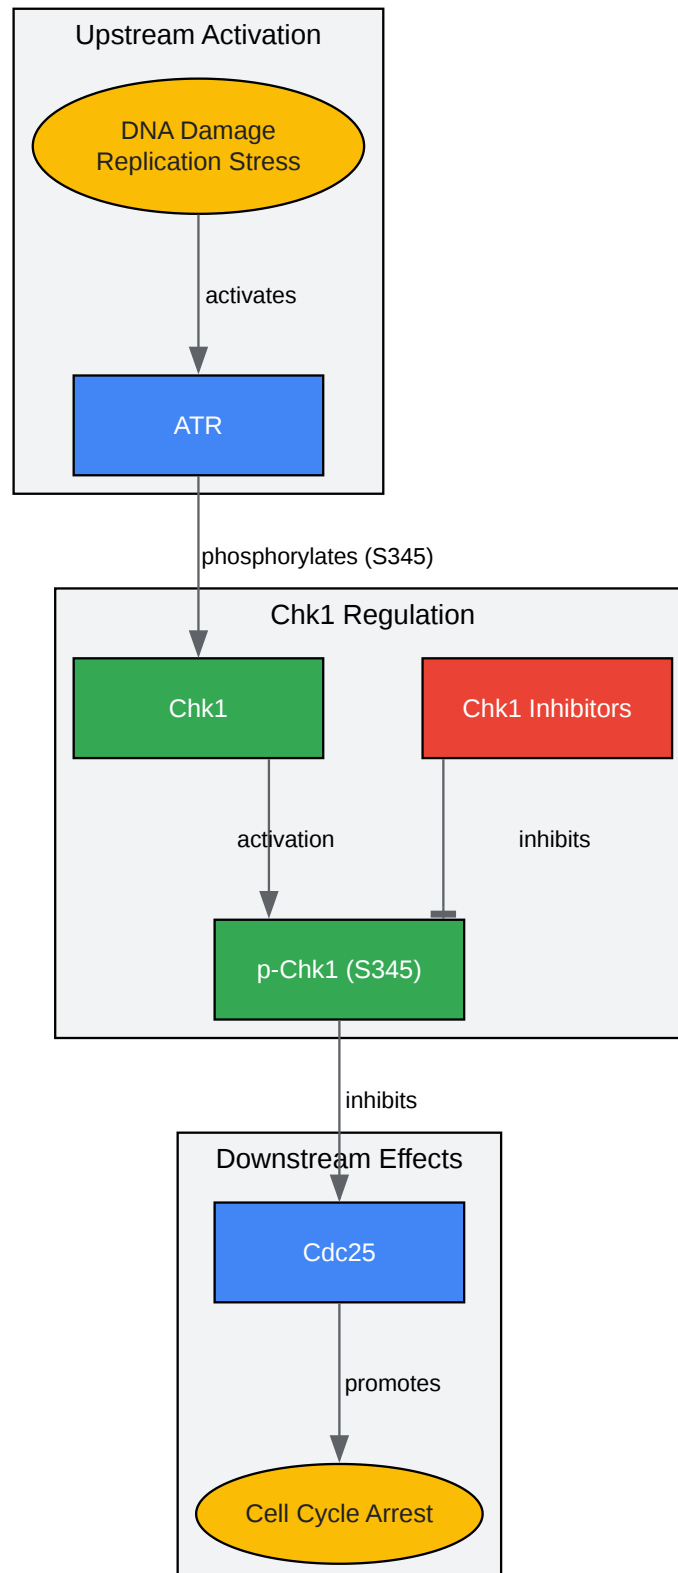 Upstream Activation
DNA Damage
Replication Stress
activates
ATR
phosphorylates (S345)
Chk1 Regulation
Chk1
Chk1 Inhibitors
activation
inhibits
p-Chk1 (S345)
inhibits
Downstream Effects
Cdc25
promotes
Cell Cycle Arrest